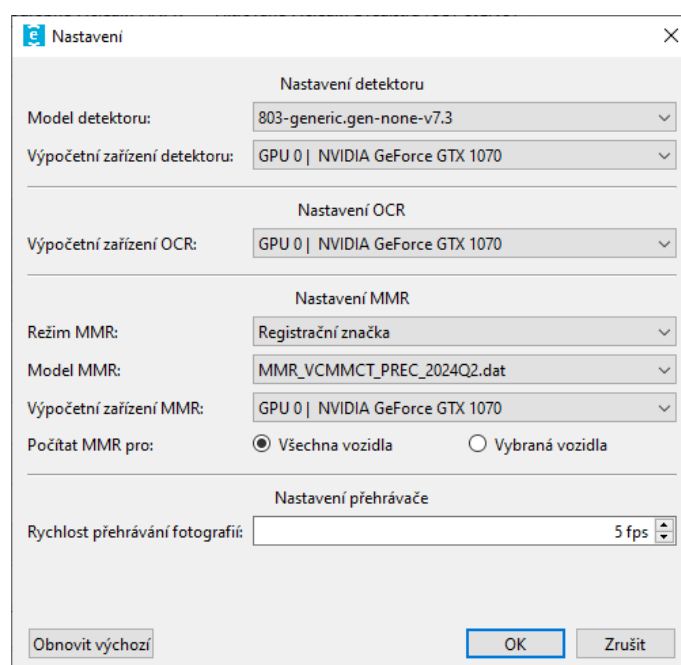 Nastavení
Nastavení detektoru
Model detektoru: 803-generic.gen-none-v7.3
Výpočetní zařízení detektoru: GPU 0 | NVIDIA GeForce GTX 1070
Nastavení OCR
Výpočetní zařízení OCR: GPU 0 | NVIDIA GeForce GTX 1070
Nastavení MMR
Režim MMR: Registrační značka
Model MMR: MMR_VCMMCT_PREC_2024Q2.dat
Výpočetní zařízení MMR: GPU 0 | NVIDIA GeForce GTX 1070
Počítat MMR pro: Všechna vozidla Vybraná vozidla
Nastavení přehrávače
Rychlost přehrávání fotografií: 5 fps
Obnovit výchozí OK Zrušit